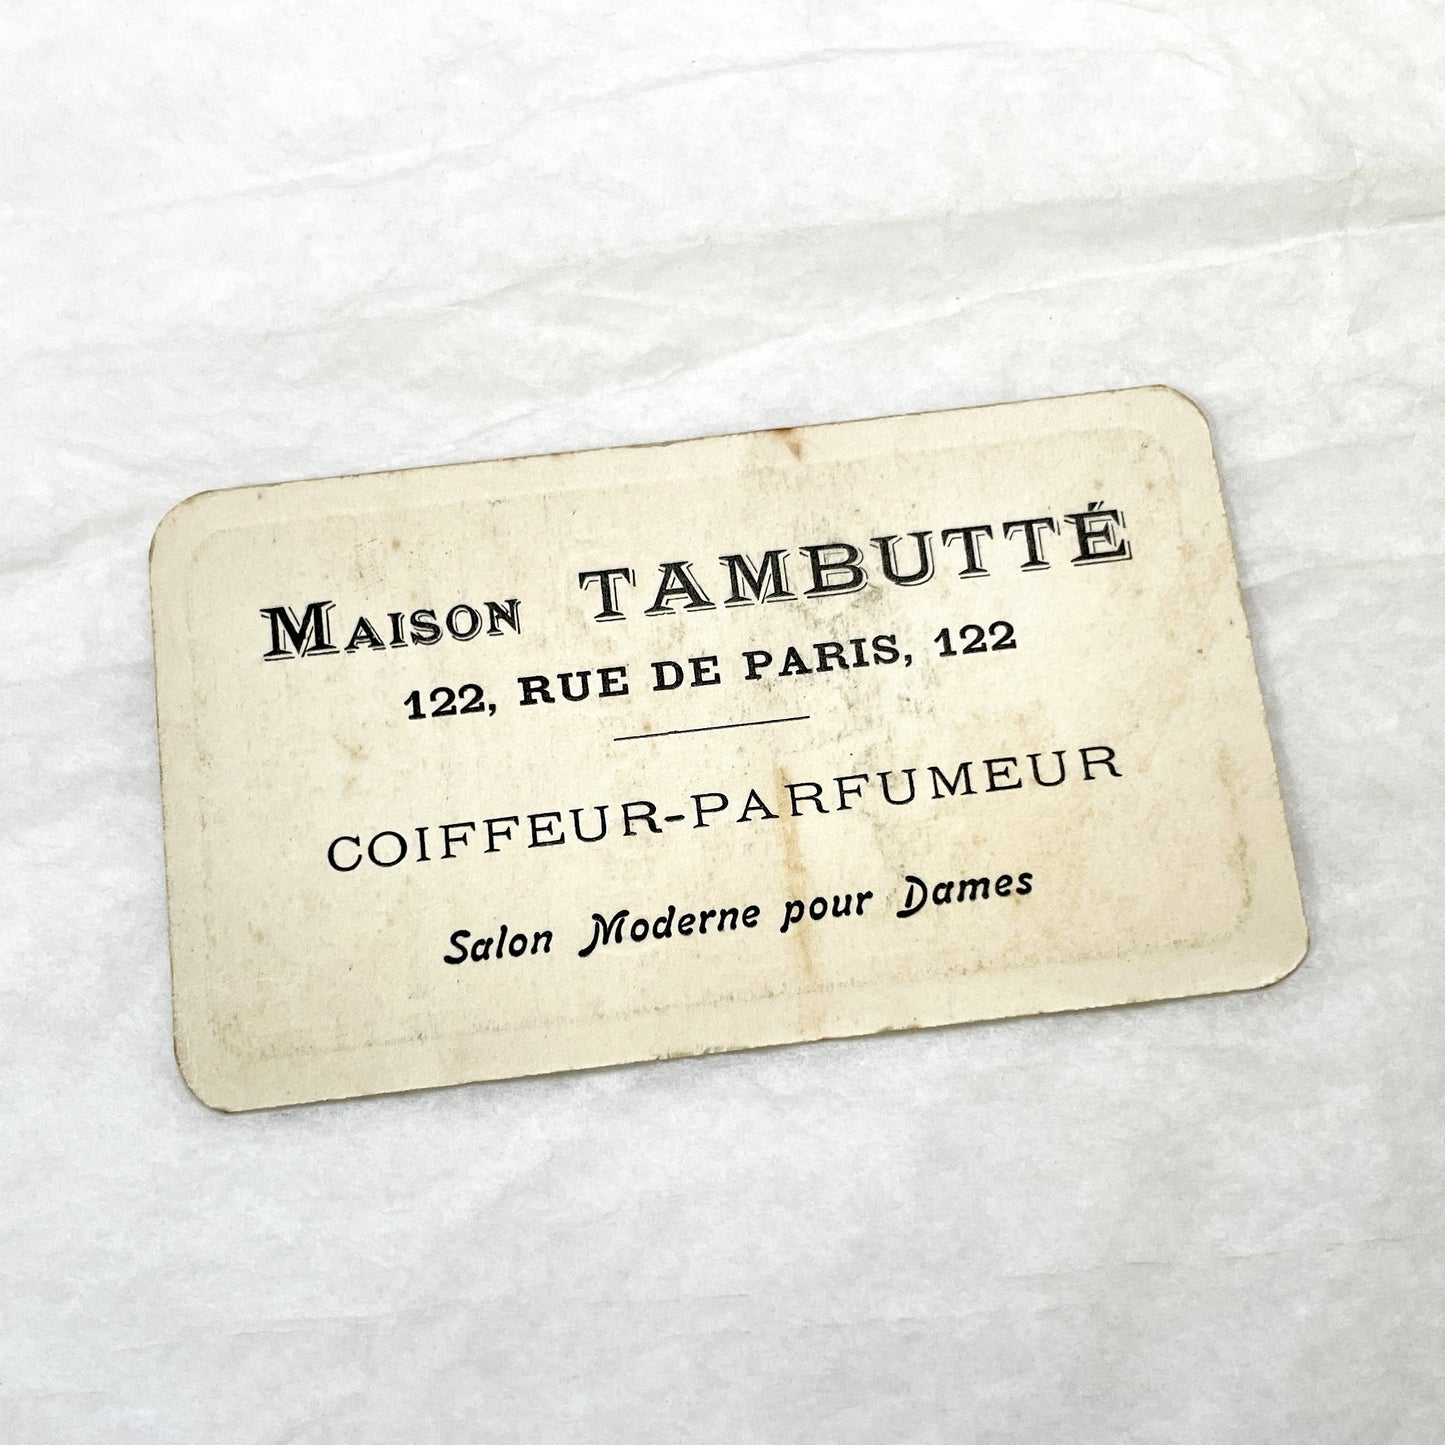 MAISON TAMBUTTÉ
122, RUE DE PARIS, 122
COIFFEUR-PARFUMEUR
Salon Moderne pour Dames